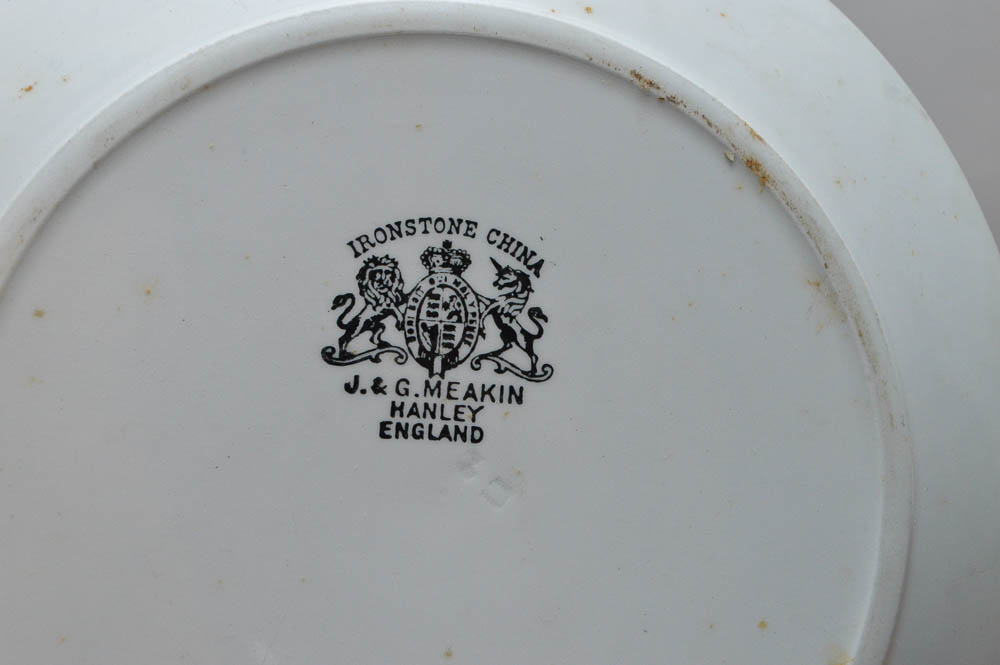 IRONSTONE CHINA
J. & G. MEAKIN
HANLEY
ENGLAND